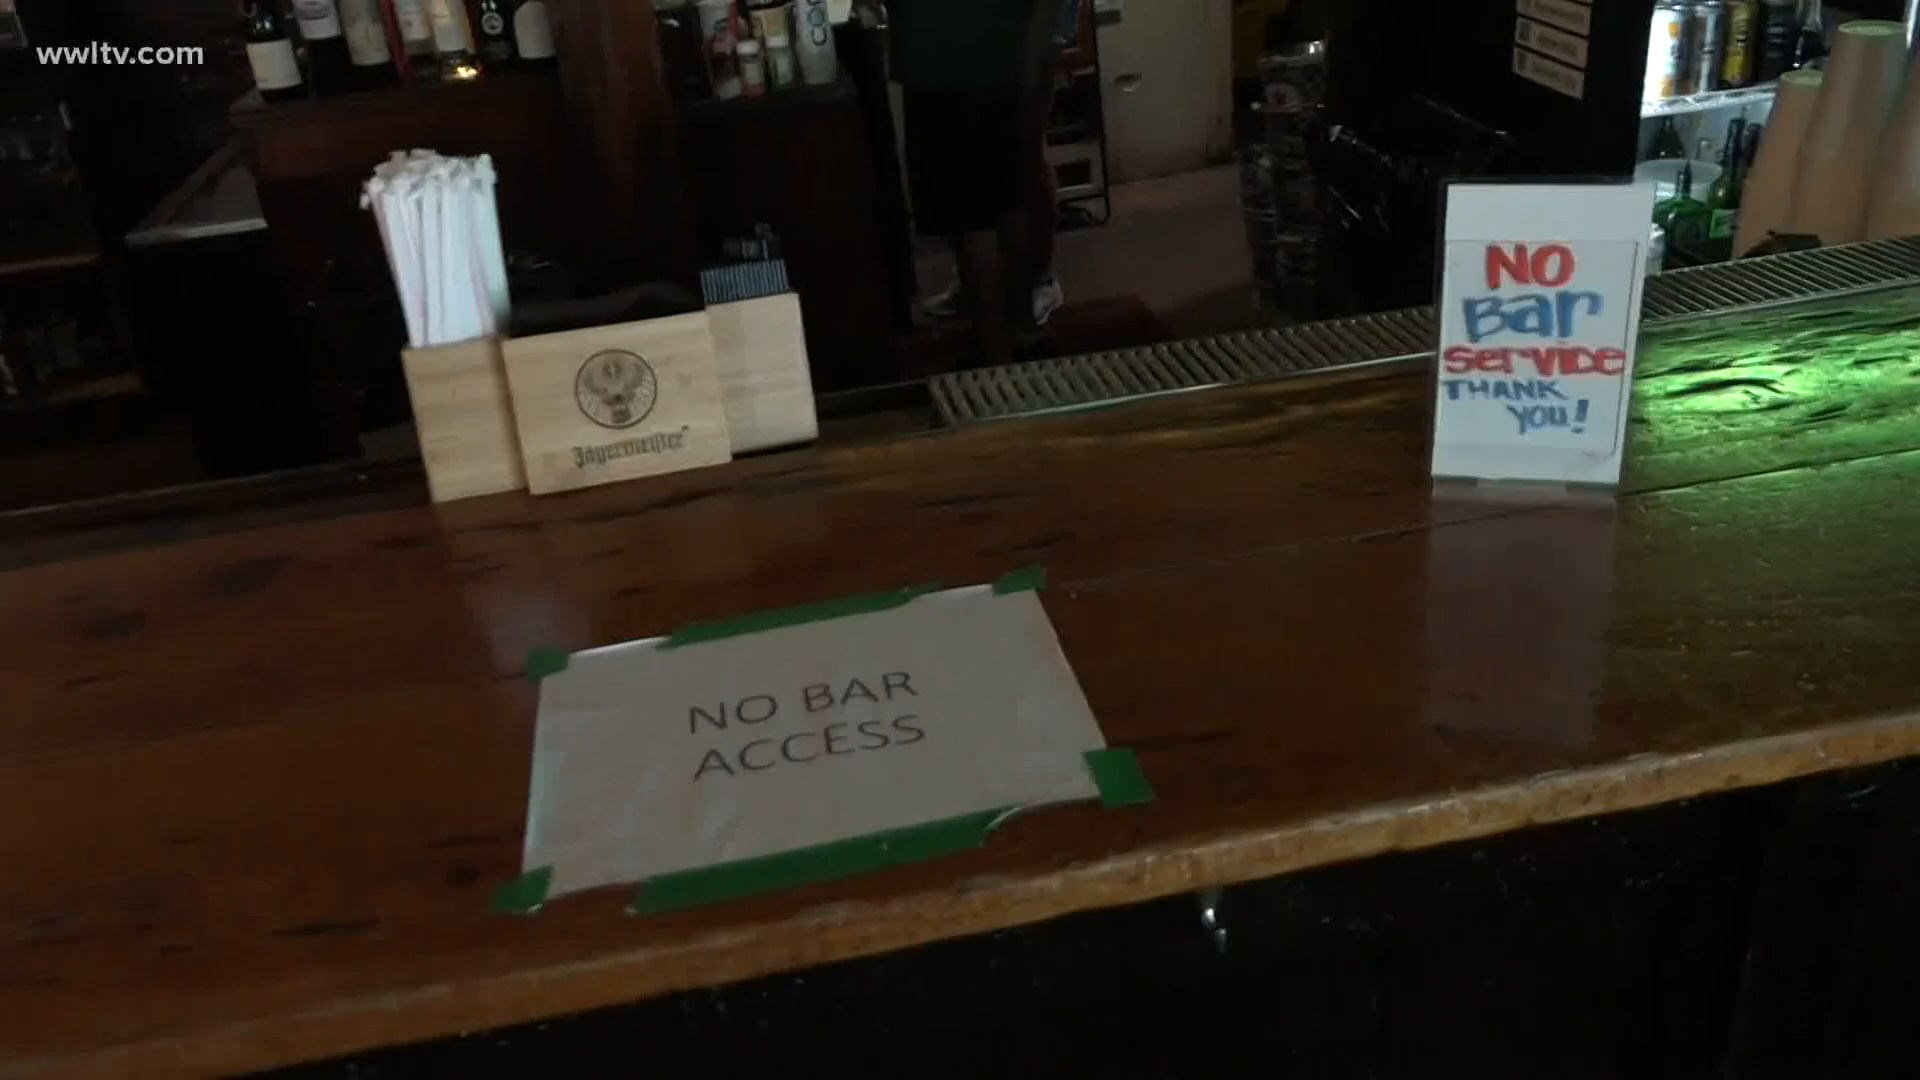 wwltv.com
NO
Bar
Service
THANK
YOU!
Jägermeister
NO BAR
ACCESS